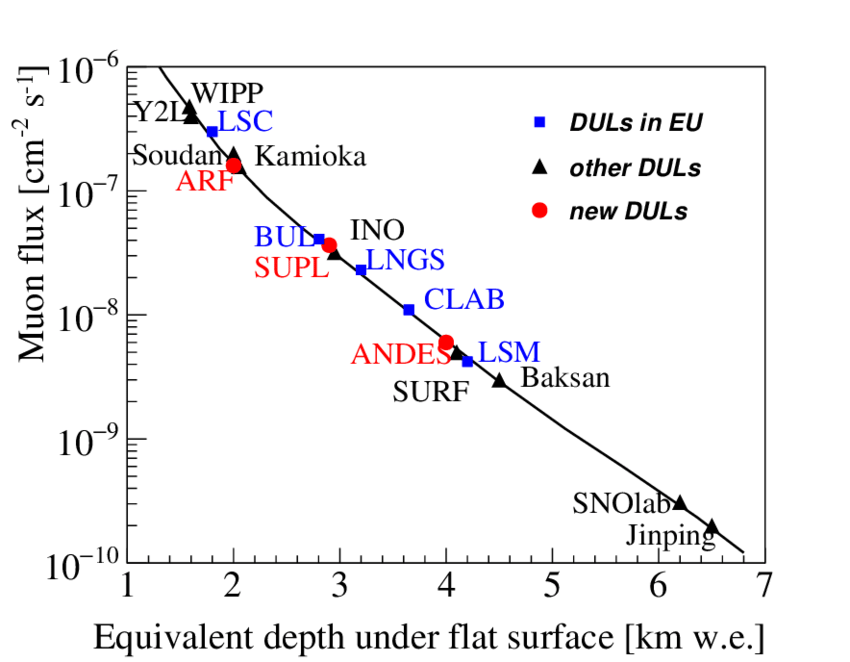 Muon flux [cm⁻² s⁻¹]
10⁻⁶
10⁻⁷
10⁻⁸
10⁻⁹
10⁻¹⁰
WIPP
Y2L
LSC
Soudan
Kamioka
ARF
BUL
INO
SUPL
LNGS
CLAB
ANDES
LSM
SURF
Baksan
SNOlab
Jinping
DULs in EU
other DULs
new DULs
1 2 3 4 5 6 7
Equivalent depth under flat surface [km w.e.]